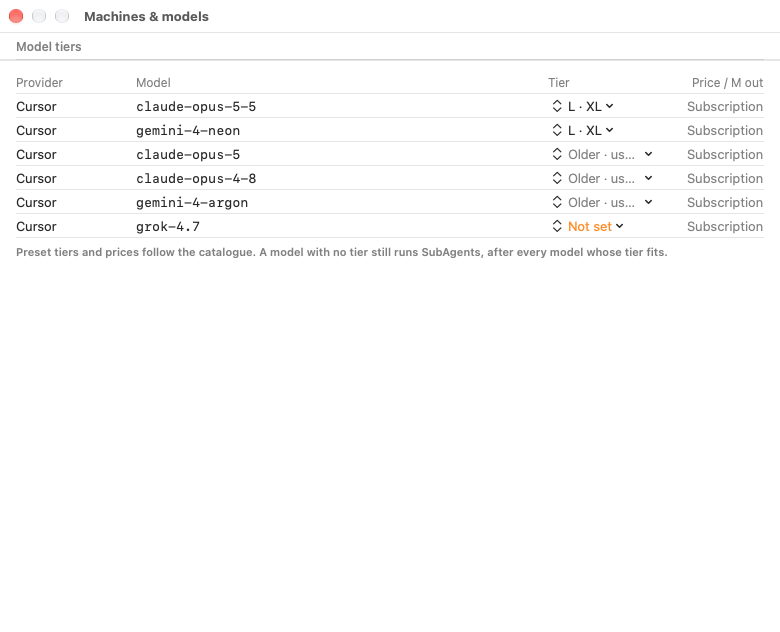 Machines & models
Model tiers
Provider Model Tier Price / M out
Cursor claude-opus-5-5 L · XL Subscription
Cursor gemini-4-neon L · XL Subscription
Cursor claude-opus-5 Older · us… Subscription
Cursor claude-opus-4-8 Older · us… Subscription
Cursor gemini-4-argon Older · us… Subscription
Cursor grok-4.7 Not set Subscription
Preset tiers and prices follow the catalogue. A model with no tier still runs SubAgents, after every model whose tier fits.